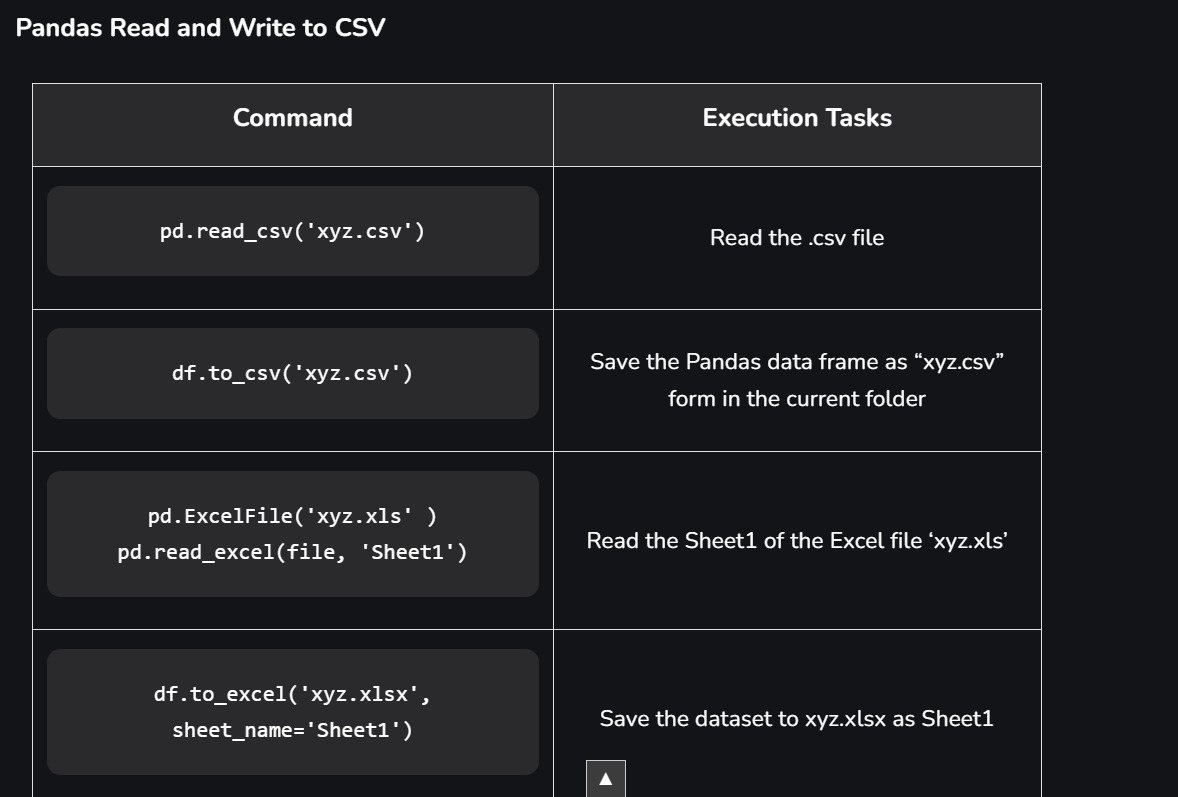 Pandas Read and Write to CSV
Command
Execution Tasks
pd.read_csv('xyz.csv')
Read the .csv file
df.to_csv('xyz.csv')
Save the Pandas data frame as “xyz.csv”
form in the current folder
pd.ExcelFile('xyz.xls' )
pd.read_excel(file, 'Sheet1')
Read the Sheet1 of the Excel file ‘xyz.xls’
df.to_excel('xyz.xlsx',
sheet_name='Sheet1')
Save the dataset to xyz.xlsx as Sheet1